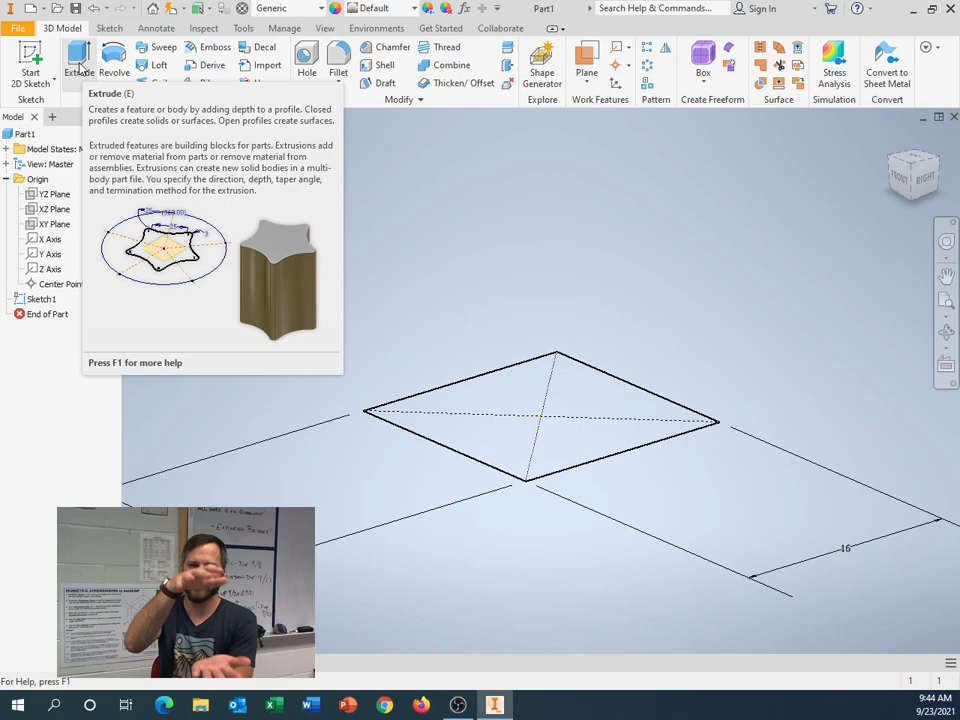 Generic
Default
fx
Part1
Search Help & Commands...
Sign In
File
3D Model
Sketch
Annotate
Inspect
Tools
Manage
View
Environments
Get Started
Collaborate
Start
2D Sketch
Sketch
Extrude
Revolve
Sweep
Emboss
Decal
Loft
Derive
Import
Hole
Fillet
Chamfer
Thread
Shell
Combine
Draft
Thicken/ Offset
Modify
Shape
Generator
Explore
Plane
Work Features
Pattern
Box
Create Freeform
Surface
Stress
Analysis
Simulation
Convert to
Sheet Metal
Convert
Model
Part1
Model States: M
View: Master
Origin
YZ Plane
XZ Plane
XY Plane
X Axis
Y Axis
Z Axis
Center Poin
Sketch1
End of Part
Extrude (E)
Creates a feature or body by adding depth to a profile. Closed
profiles create solids or surfaces. Open profiles create surfaces.
Extruded features are building blocks for parts. Extrusions add
or remove material from parts or remove material from
assemblies. Extrusions can create new solid bodies in a multi-
body part file. You specify the direction, depth, taper angle,
and termination method for the extrusion.
Press F1 for more help
FRONT
RIGHT
16
For Help, press F1
1
1
9:44 AM
9/23/2021